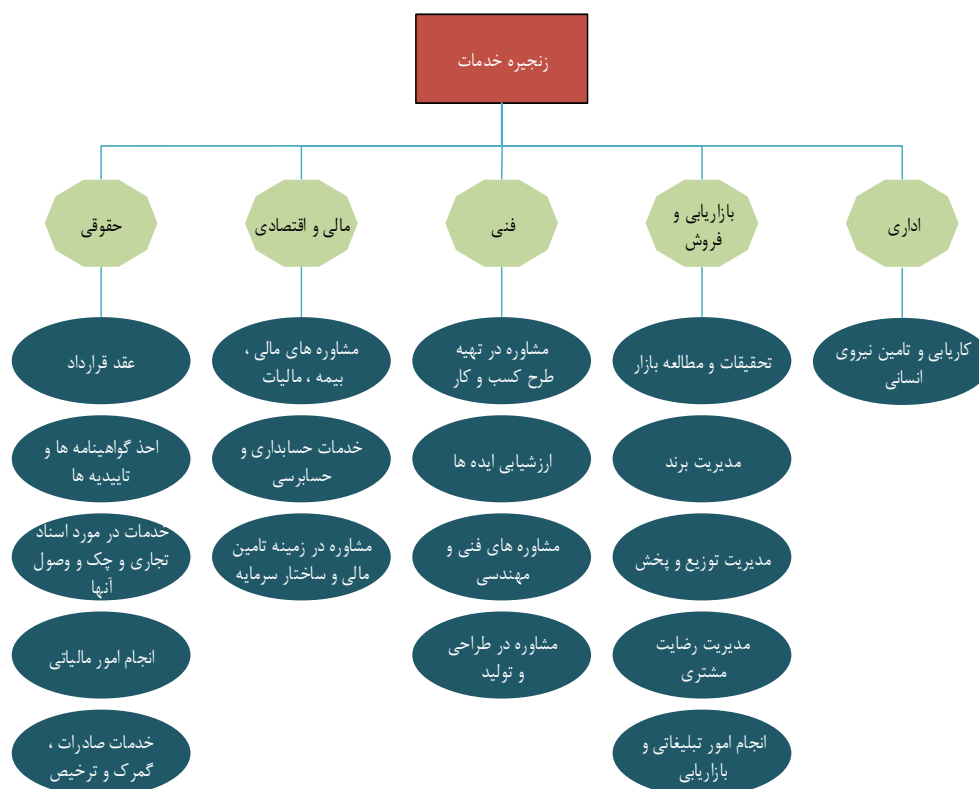 زنجیره خدمات
اداری
بازاریابی و
فروش
فنی
مالی و اقتصادی
حقوقی
کاریابی و تامین نیروی
انسانی
تحقیقات و مطالعه بازار
مدیریت برند
مدیریت توزیع و پخش
مدیریت رضایت
مشتری
انجام امور تبلیغاتی و
بازاریابی
مشاوره در تهیه
طرح کسب و کار
ارزشیابی ایده ها
مشاوره های فنی و
مهندسی
مشاوره در طراحی
و تولید
مشاوره های مالی ،
بیمه ، مالیات
خدمات حسابداری و
حسابرسی
مشاوره در زمینه تامین
مالی و ساختار سرمایه
عقد قرارداد
احذ گواهینامه ها و
تاییدیه ها
خدمات در مورد اسناد
تجاری و چک و وصول
آنها
انجام امور مالیاتی
خدمات صادرات ،
گمرک و ترخیص